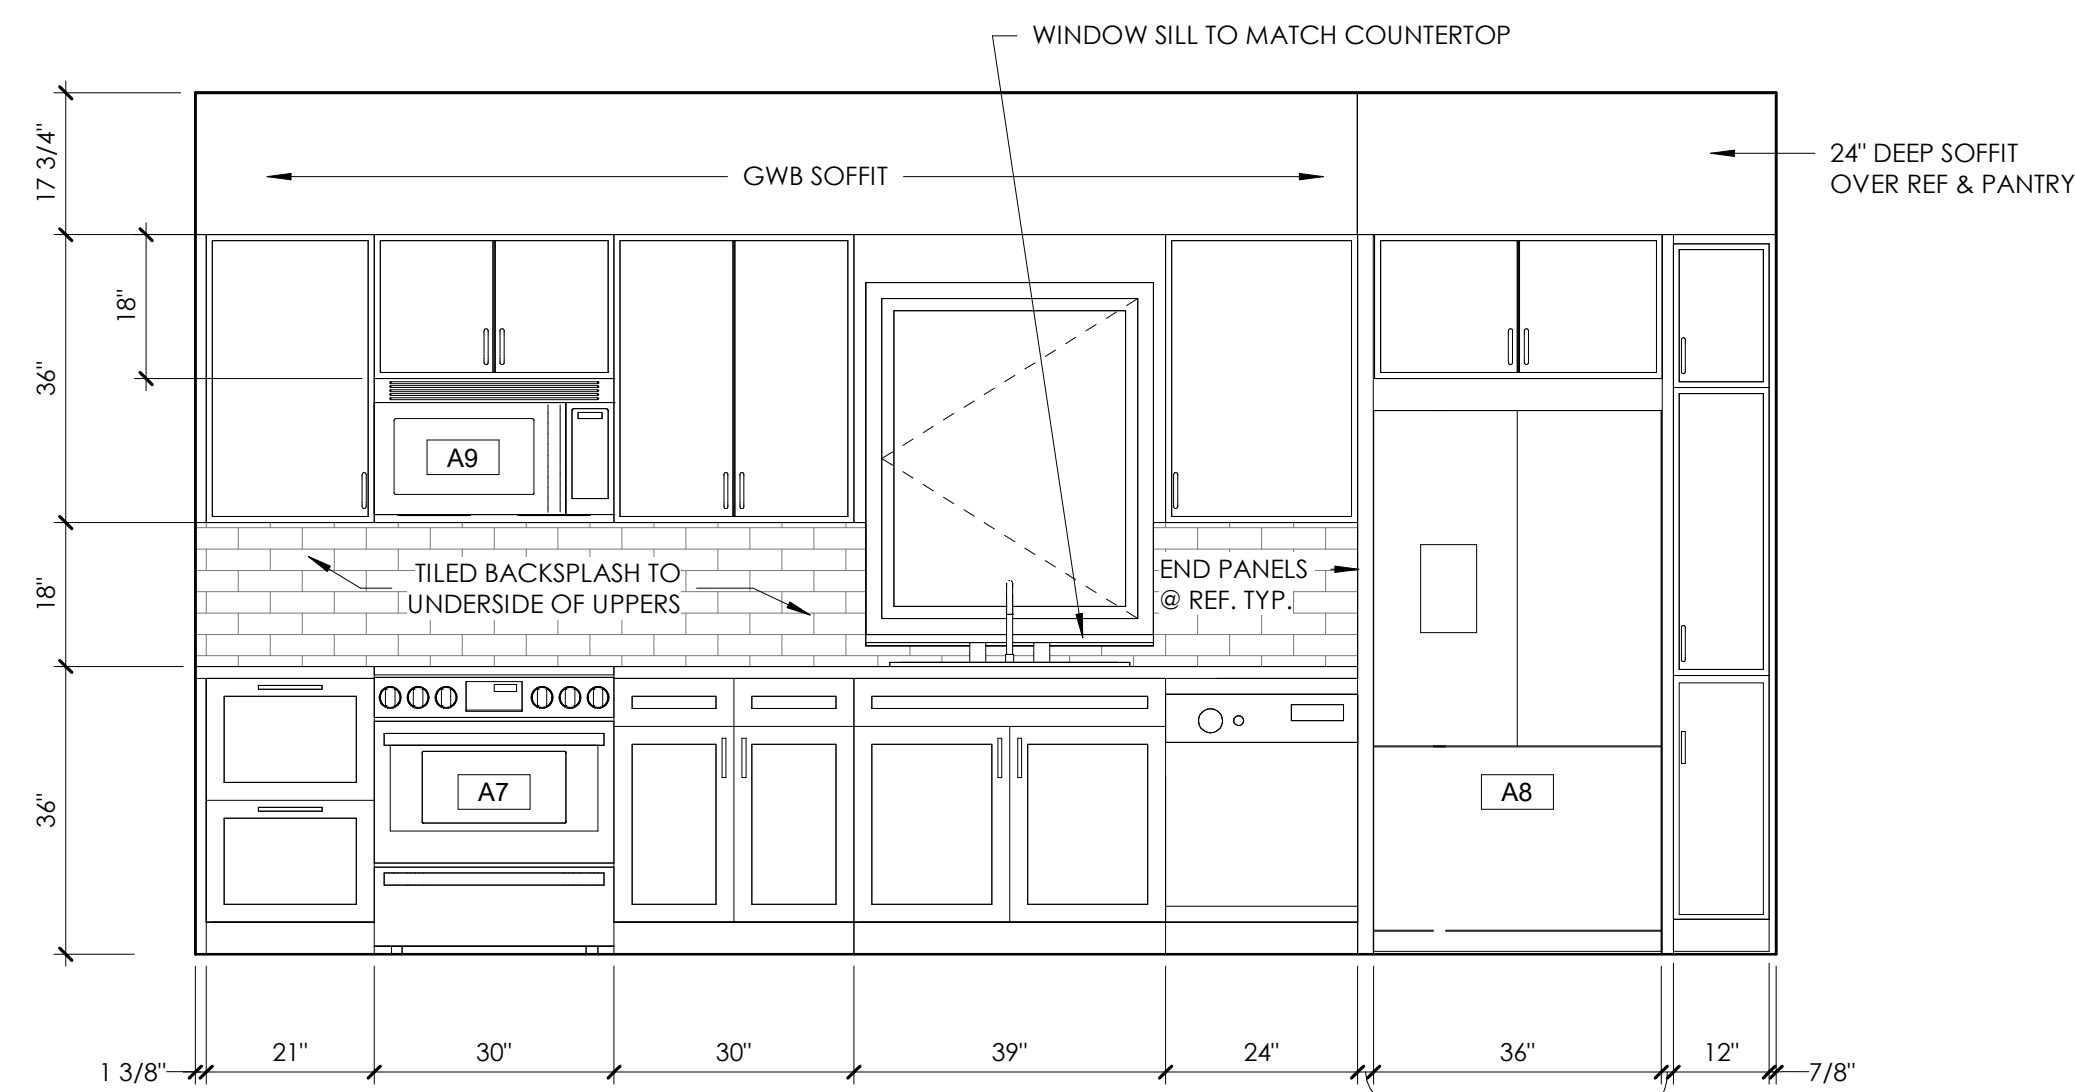 WINDOW SILL TO MATCH COUNTERTOP
17 3/4"
GWB SOFFIT
24" DEEP SOFFIT
OVER REF & PANTRY
18"
36"
A9
TILED BACKSPLASH TO
UNDERSIDE OF UPPERS
END PANELS
@ REF. TYP.
18"
A7
A8
36"
1 3/8"
21"
30"
30"
39"
24"
36"
12"
7/8"